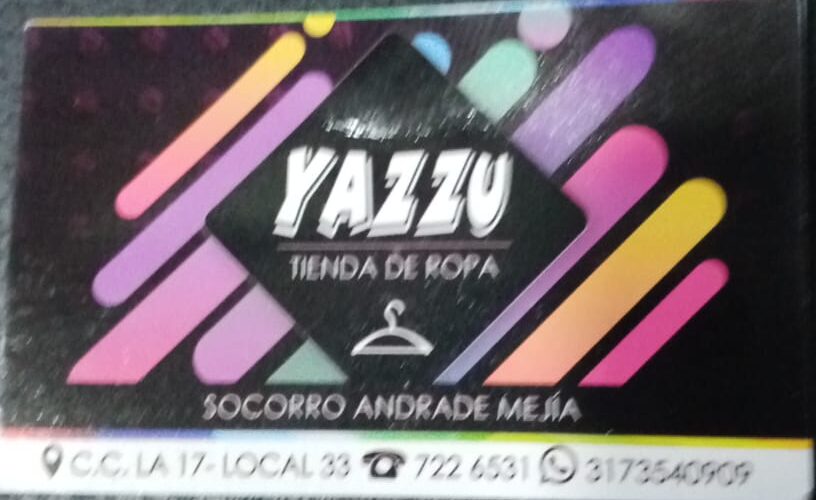 YAZZU
TIENDA DE ROPA
SOCORRO ANDRADE MEJÍA
C.C. LA 17- LOCAL 33 722 6531 3173540909